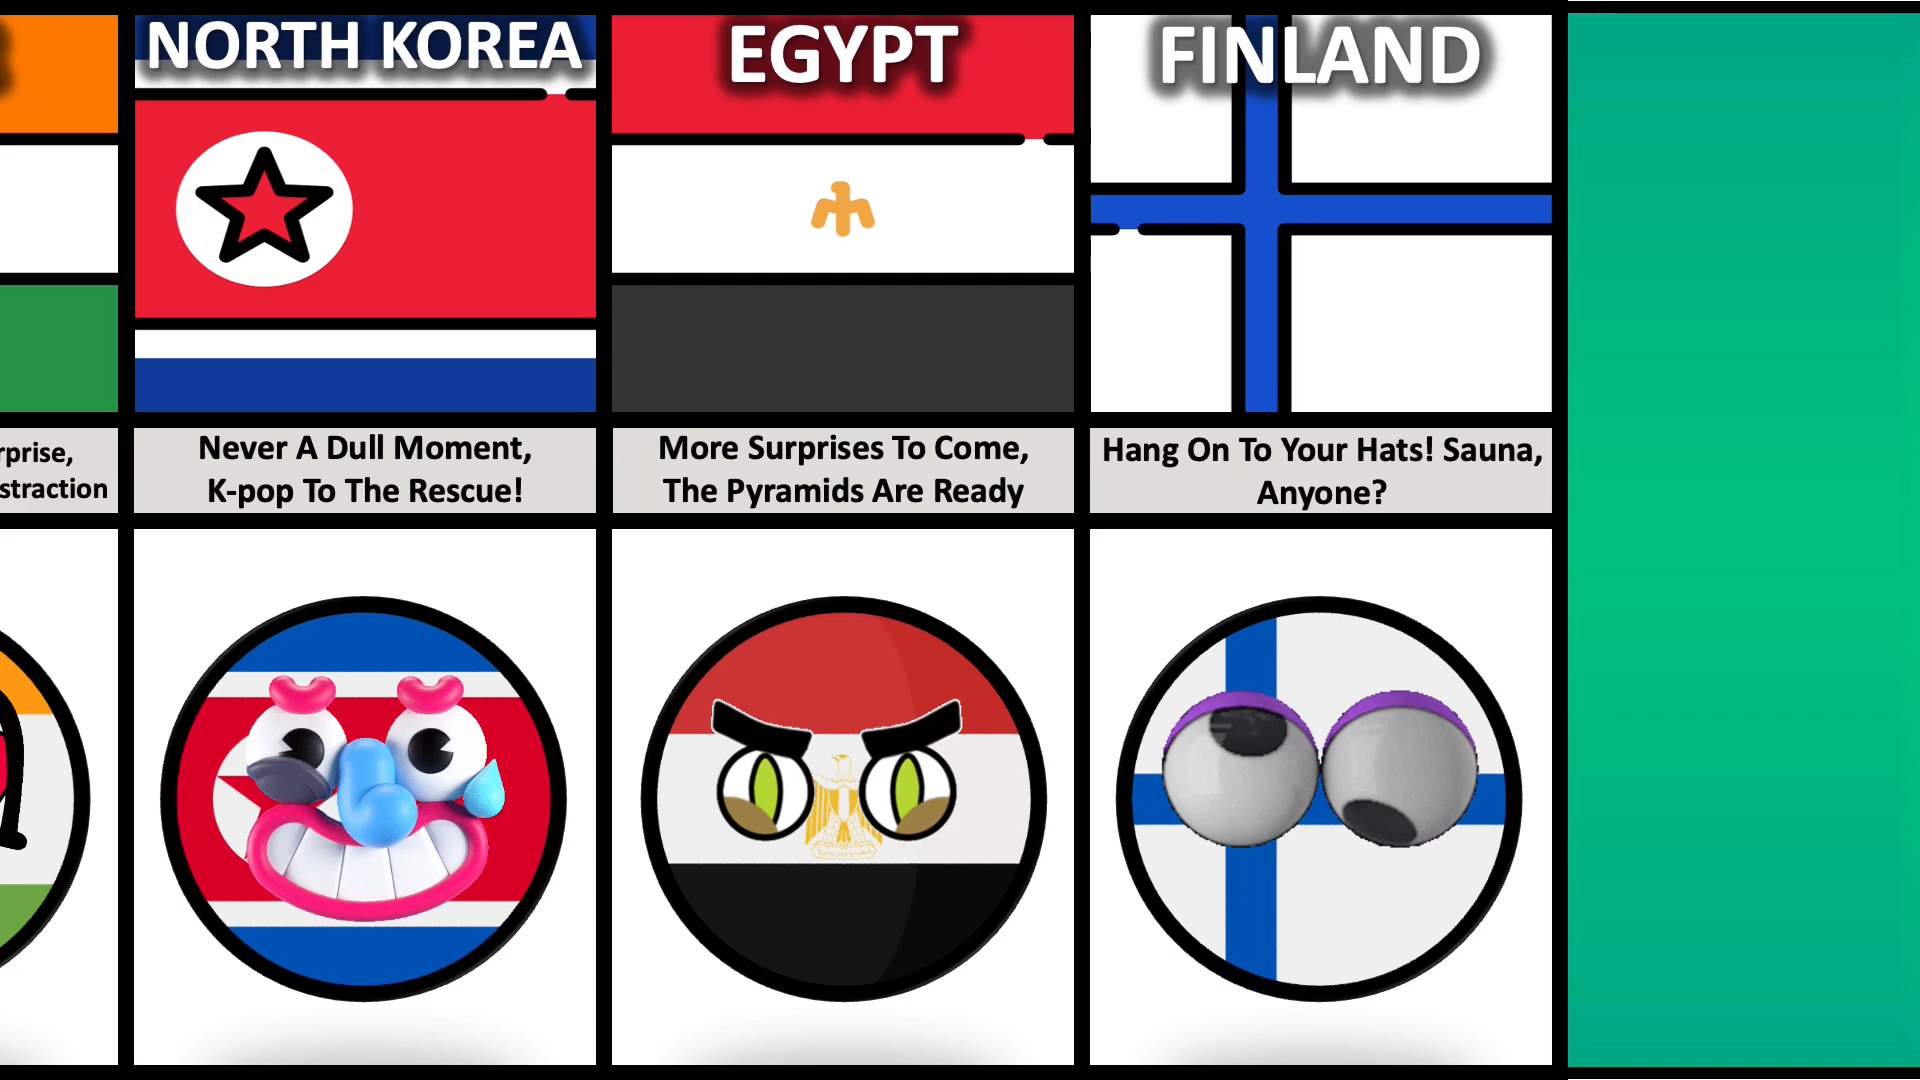 NORTH KOREA
EGYPT
FINLAND
Never A Dull Moment,
K-pop To The Rescue!
More Surprises To Come,
The Pyramids Are Ready
Hang On To Your Hats! Sauna,
Anyone?